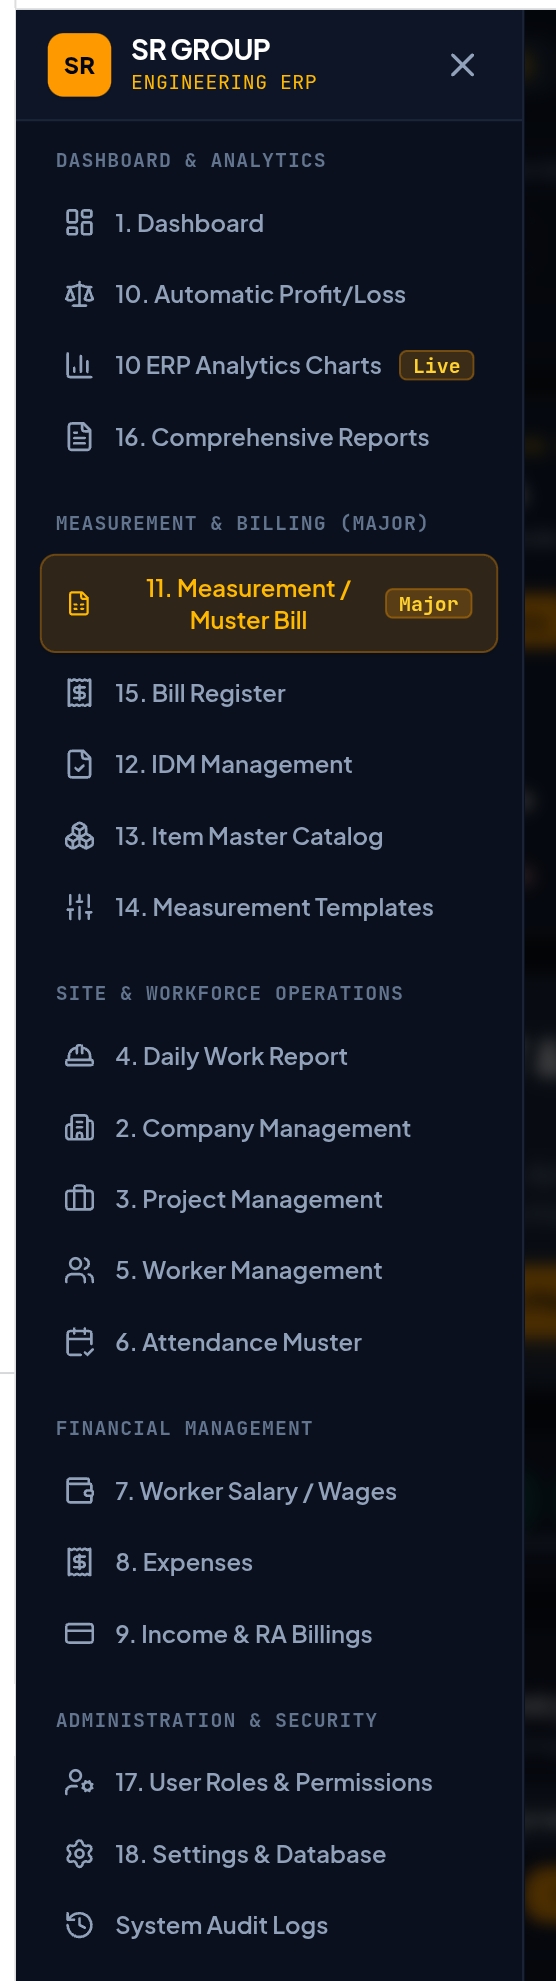 SR
SR GROUP
ENGINEERING ERP
DASHBOARD & ANALYTICS
1. Dashboard
10. Automatic Profit/Loss
10 ERP Analytics Charts Live
16. Comprehensive Reports
MEASUREMENT & BILLING (MAJOR)
11. Measurement /
Muster Bill
Major
15. Bill Register
12. IDM Management
13. Item Master Catalog
14. Measurement Templates
SITE & WORKFORCE OPERATIONS
4. Daily Work Report
2. Company Management
3. Project Management
5. Worker Management
6. Attendance Muster
FINANCIAL MANAGEMENT
7. Worker Salary / Wages
8. Expenses
9. Income & RA Billings
ADMINISTRATION & SECURITY
17. User Roles & Permissions
18. Settings & Database
System Audit Logs